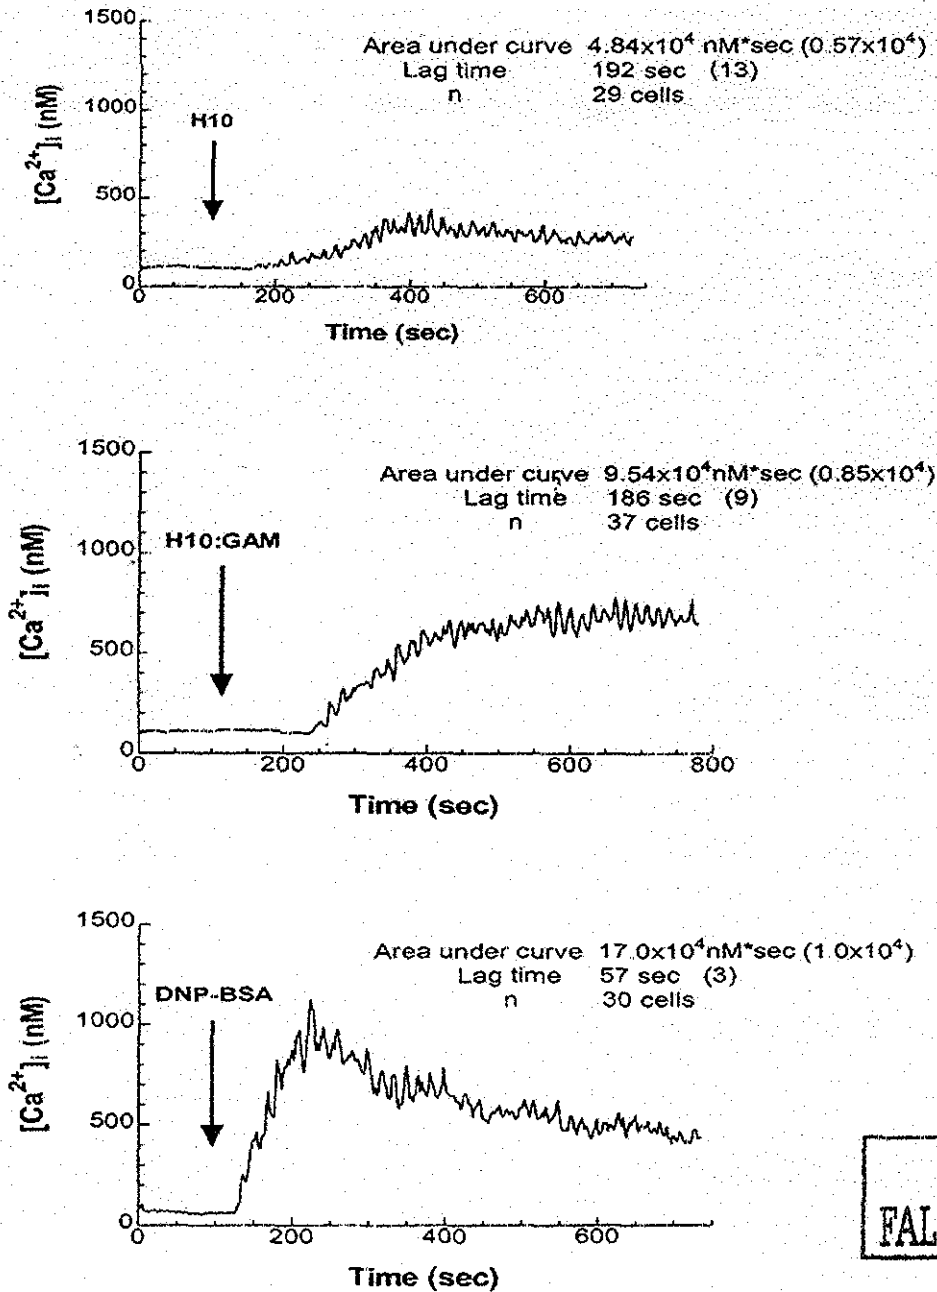 1500
Area under curve 4.84x10⁴ nM*sec (0.57x10⁴)
Lag time 192 sec (13)
n 29 cells
1000
H10
[Ca²⁺]i (nM)
500
0
0 200 400 600
Time (sec)
1500
Area under curve 9.54x10⁴nM*sec (0.85x10⁴)
Lag time 186 sec (9)
n 37 cells
H10:GAM
1000
[Ca²⁺]i (nM)
500
0
0 200 400 600 800
Time (sec)
1500
Area under curve 17.0x10⁴nM*sec (1.0x10⁴)
Lag time 57 sec (3)
n 30 cells
DNP-BSA
1000
[Ca²⁺]i (nM)
500
0
0 200 400 600
Time (sec)
FAL